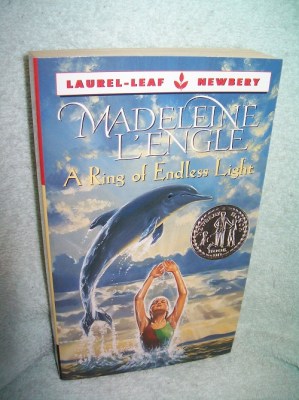 LAUREL-LEAF NEWBERY
MADELEINE
L'ENGLE
A Ring of Endless Light